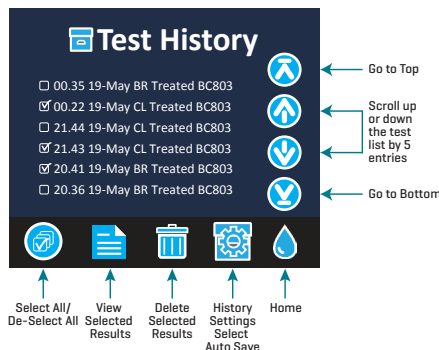 Test History
00.35 19-May BR Treated BC803
00.22 19-May CL Treated BC803
21.44 19-May CL Treated BC803
21.43 19-May CL Treated BC803
20.41 19-May BR Treated BC803
20.36 19-May BR Treated BC803
Go to Top
Scroll up
or down
the test
list by 5
entries
Go to Bottom
Select All/
De-Select All
View
Selected
Results
Delete
Selected
Results
History
Settings
Select
Auto Save
Home